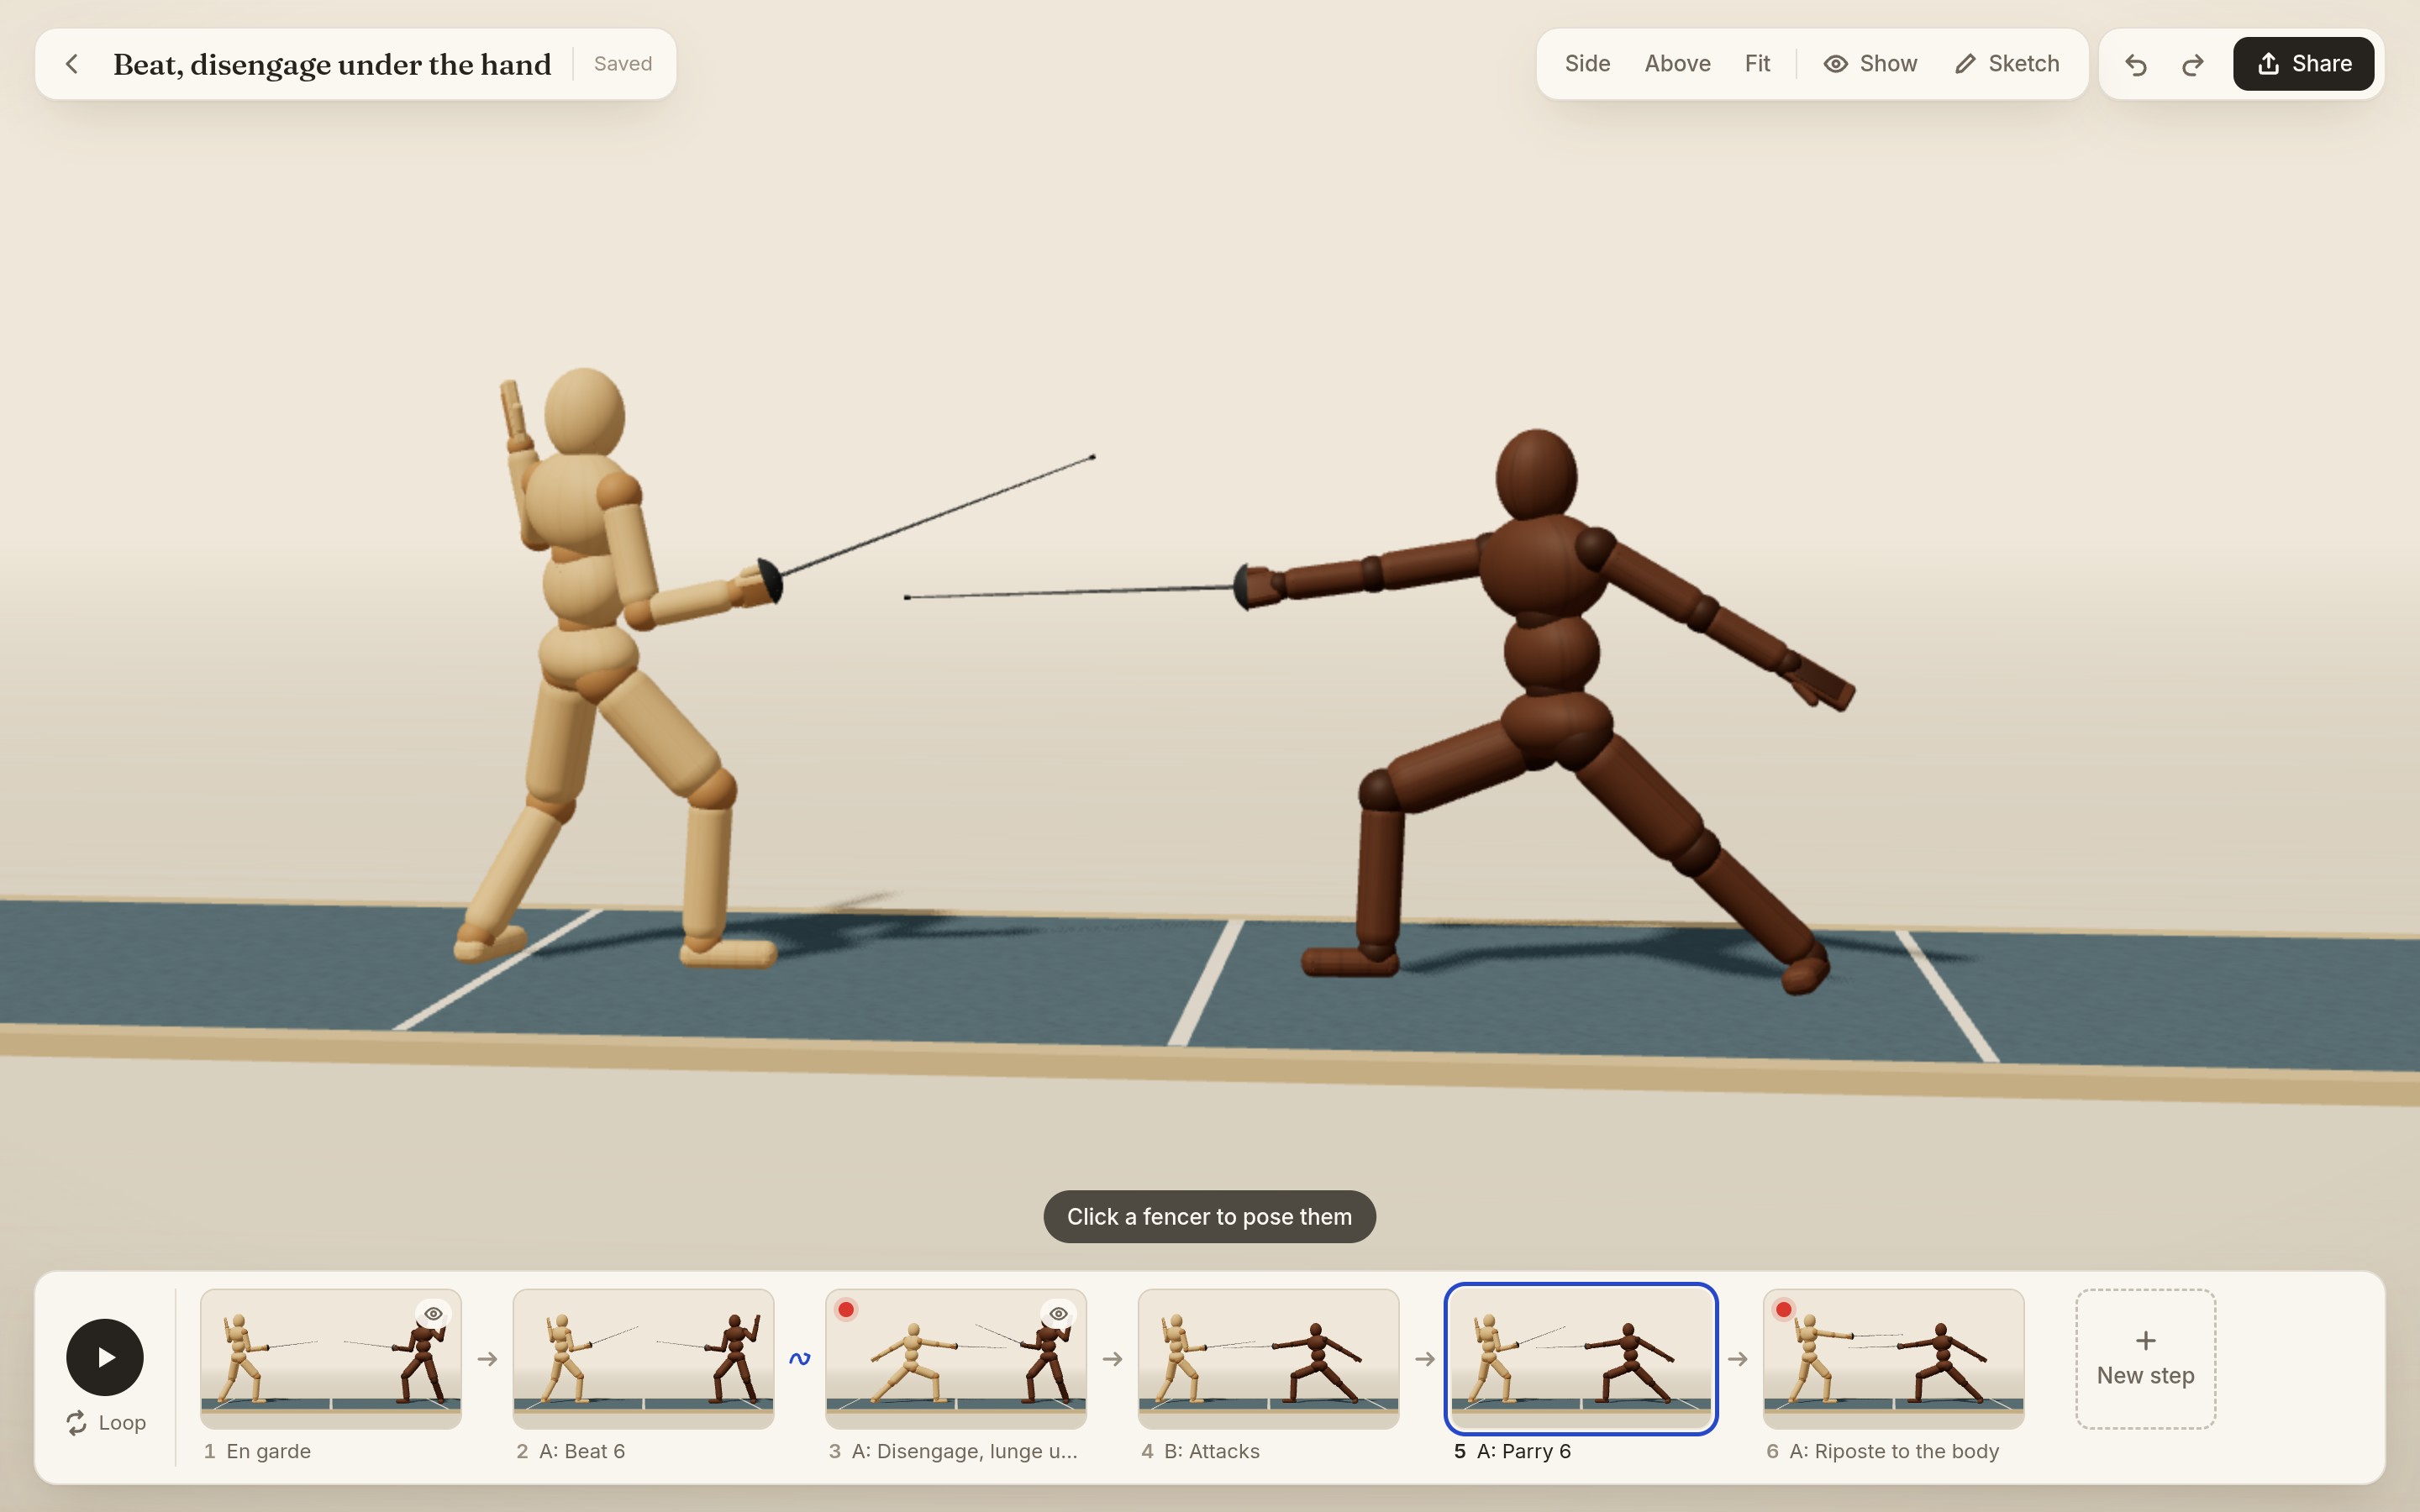 Beat, disengage under the hand
Saved
Side
Above
Fit
Show
Sketch
Share
Click a fencer to pose them
Loop
1 En garde
2 A: Beat 6
3 A: Disengage, lunge u...
4 B: Attacks
5 A: Parry 6
6 A: Riposte to the body
New step